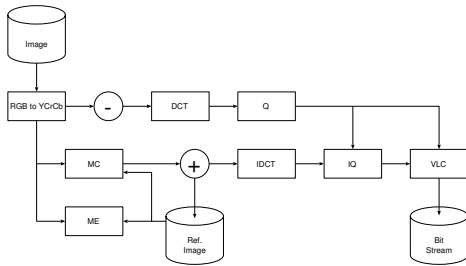 Image
RGB to YCrCb
-
DCT
Q
MC
+
IDCT
IQ
VLC
ME
Ref.
Image
Bit
Stream